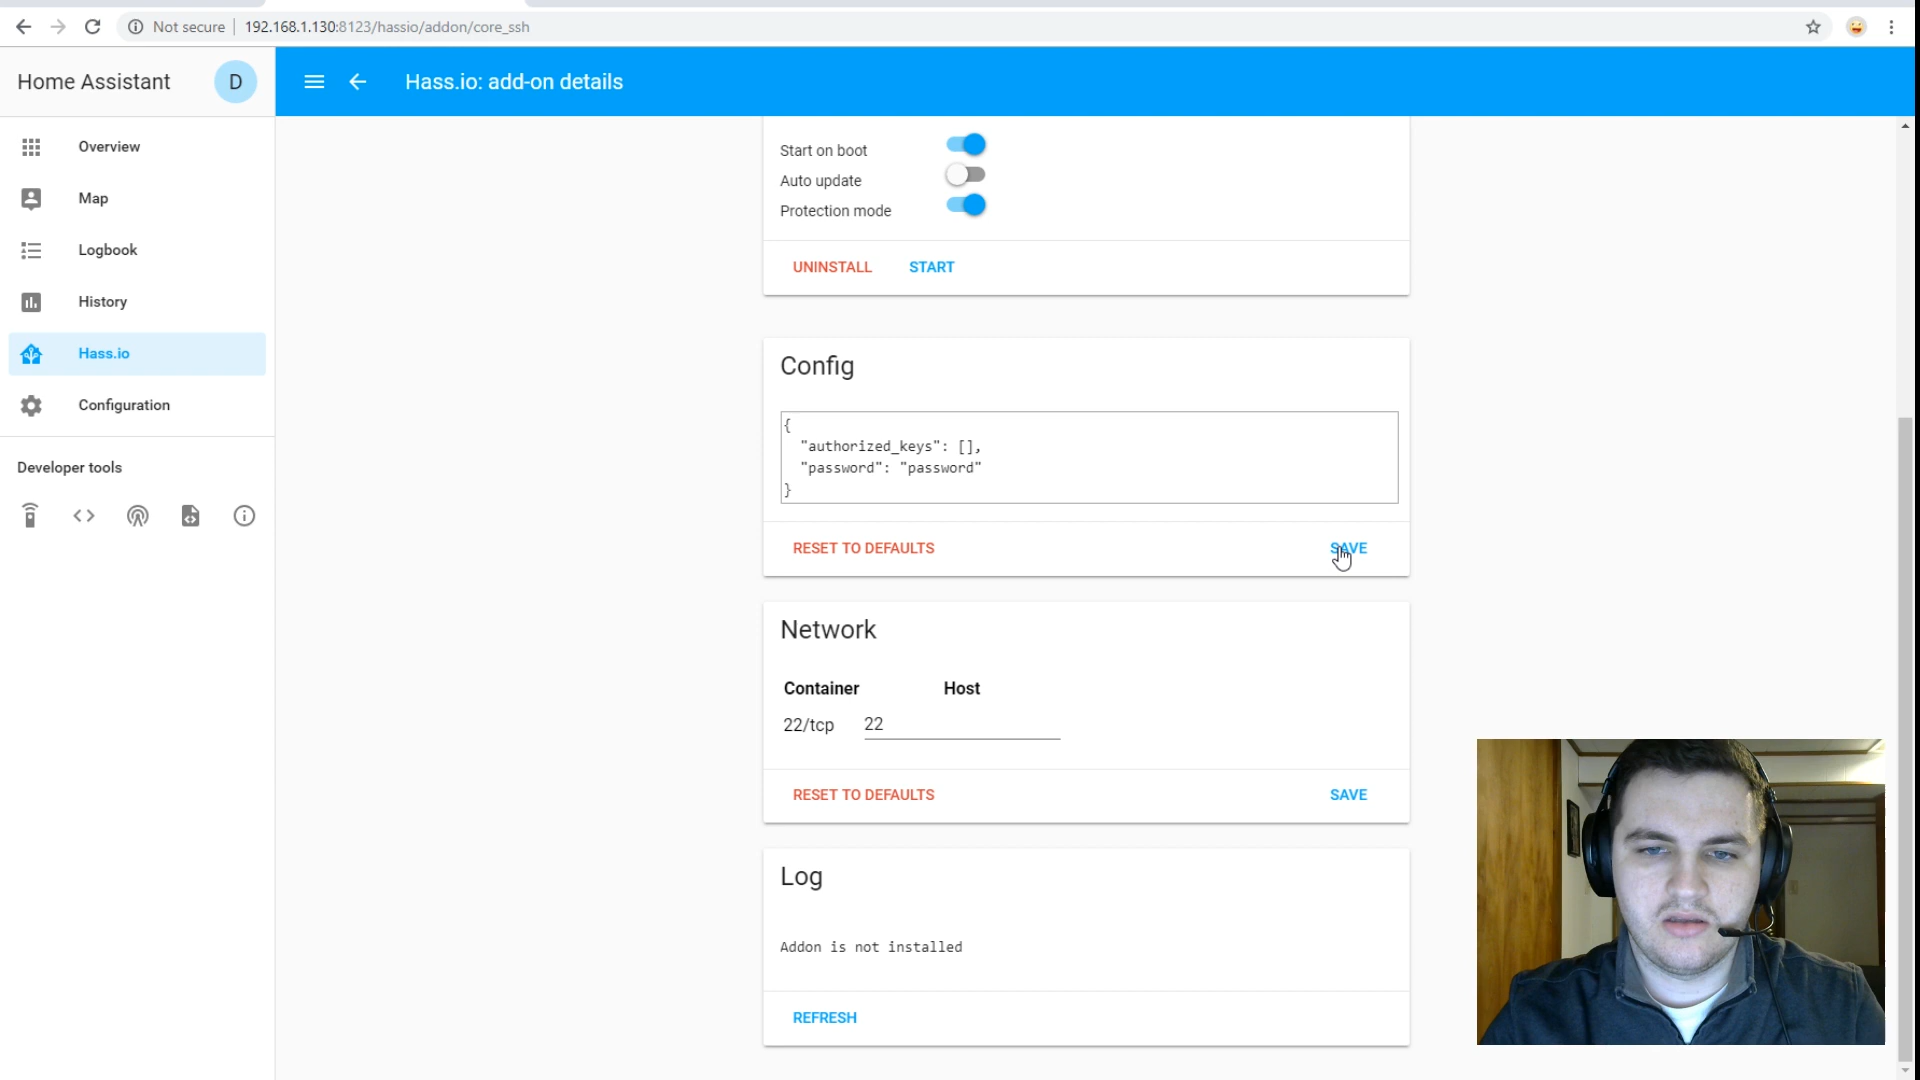 Not secure
192.168.1.130:8123/hassio/addon/core_ssh
Home Assistant
D
Hass.io: add-on details
Overview
Map
Logbook
History
Hass.io
Configuration
Developer tools
Start on boot
Auto update
Protection mode
UNINSTALL
START
Config
{
"authorized_keys": [],
"password": "password"
}
RESET TO DEFAULTS
SAVE
Network
Container Host
22/tcp 22
RESET TO DEFAULTS
SAVE
Log
Addon is not installed
REFRESH